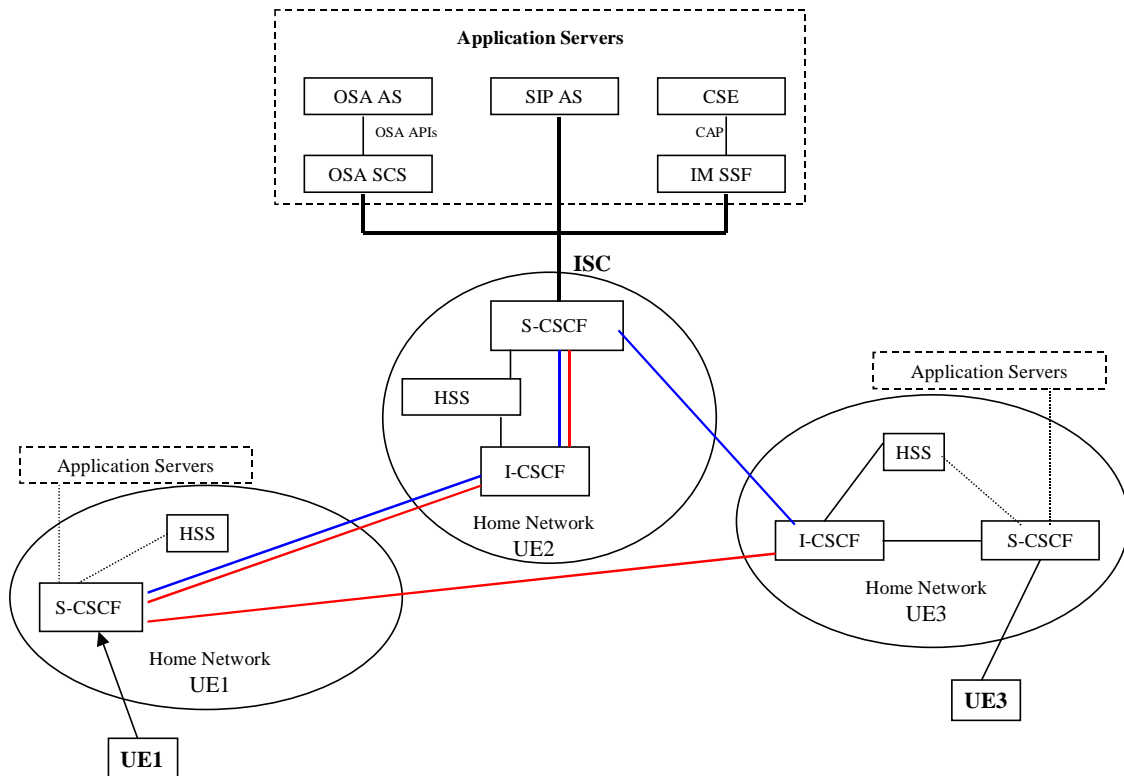 Application Servers
OSA AS
SIP AS
CSE
OSA APIs
CAP
OSA SCS
IM SSF
ISC
S-CSCF
HSS
I-CSCF
Home Network
UE2
Application Servers
HSS
I-CSCF
S-CSCF
Home Network
UE3
UE3
Application Servers
HSS
S-CSCF
Home Network
UE1
UE1